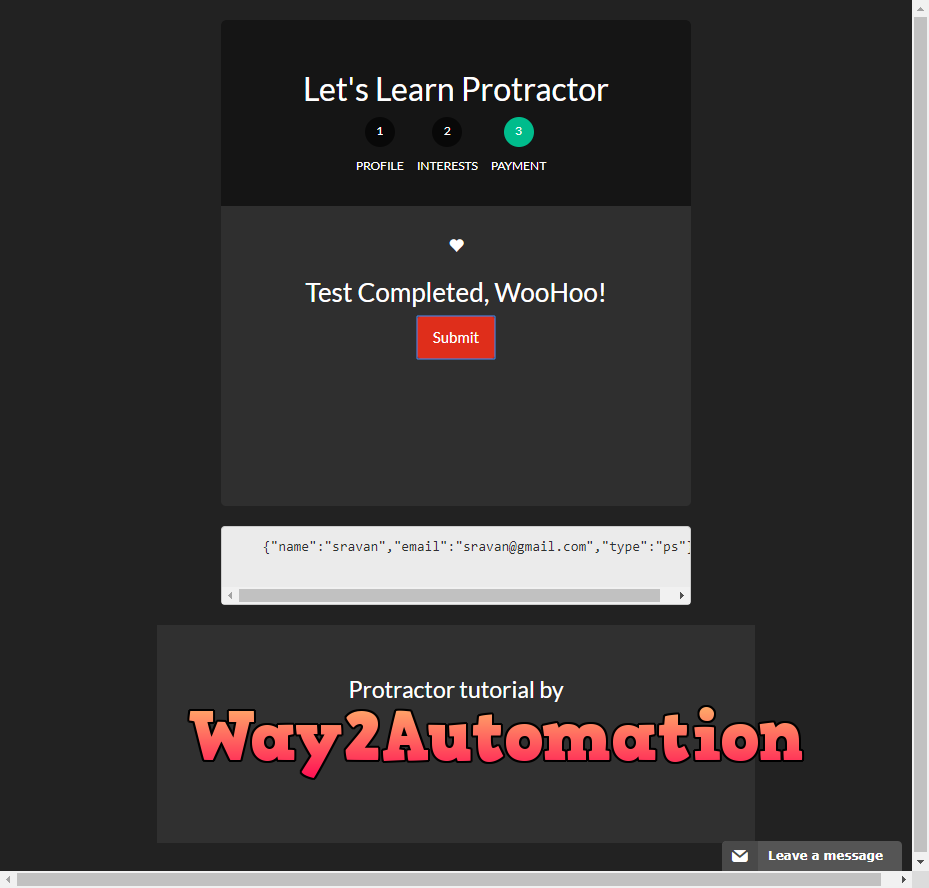 Let's Learn Protractor
1 2 3
PROFILE INTERESTS PAYMENT
Test Completed, WooHoo!
Submit
{"name":"sravan","email":"sravan@gmail.com","type":"ps"}
Protractor tutorial by
Way2Automation
Leave a message